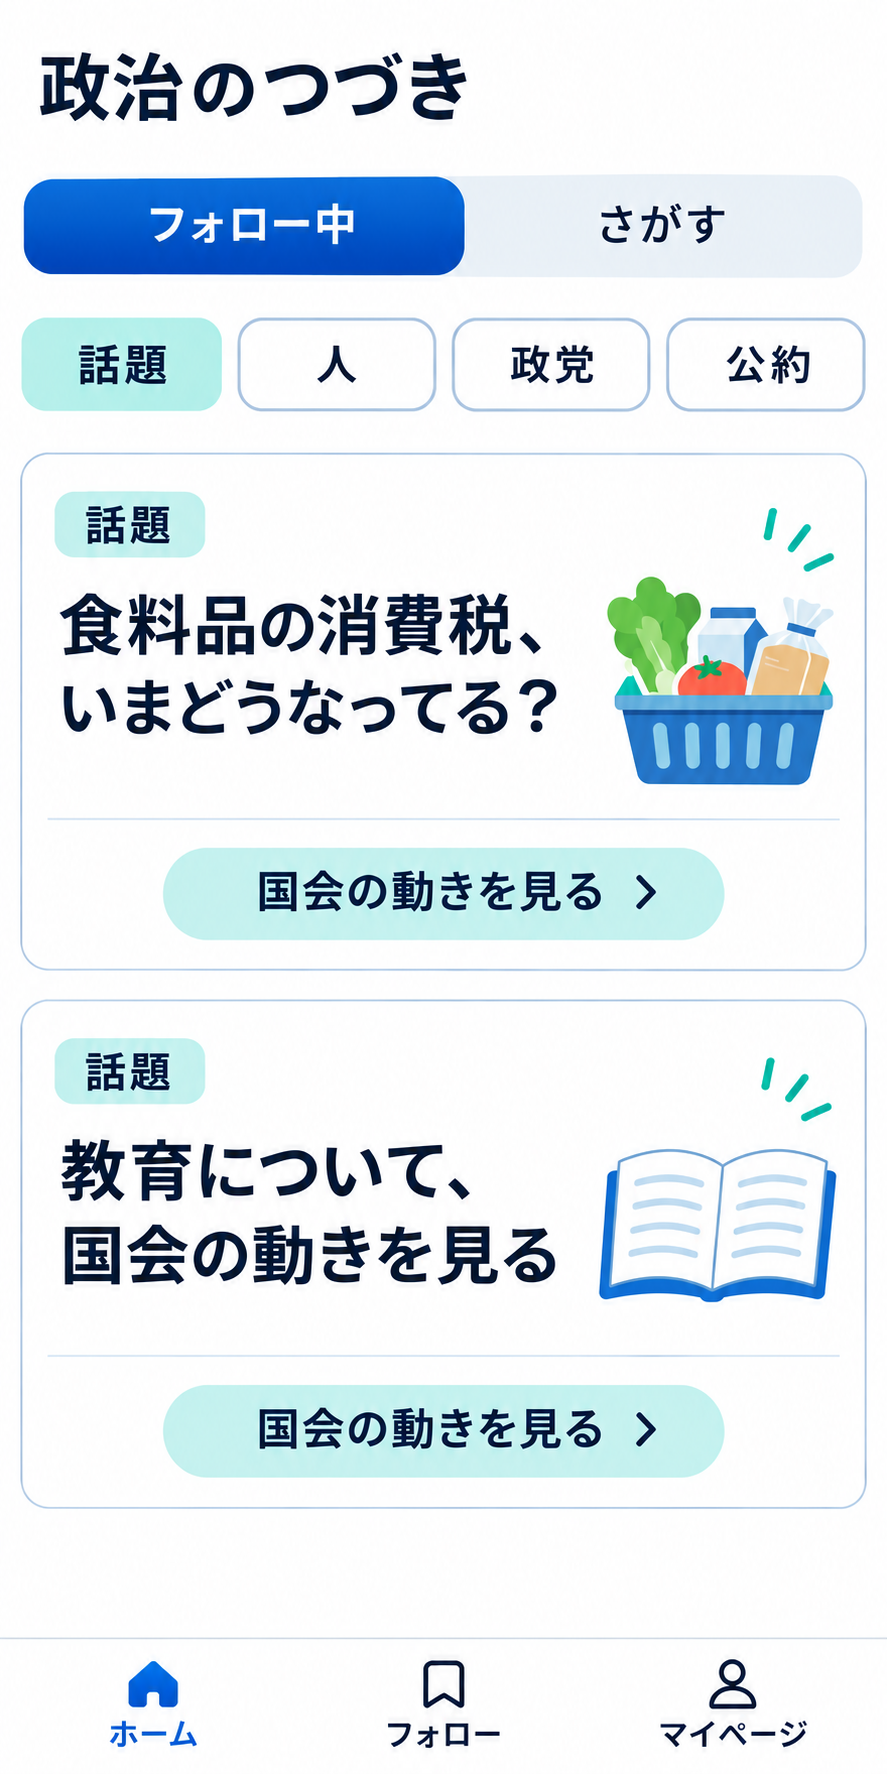 政治のつづき
フォロー中
さがす
話題
人
政党
公約
話題
食料品の消費税、
いまどうなってる？
国会の動きを見る
話題
教育について、
国会の動きを見る
国会の動きを見る
ホーム
フォロー
マイページ